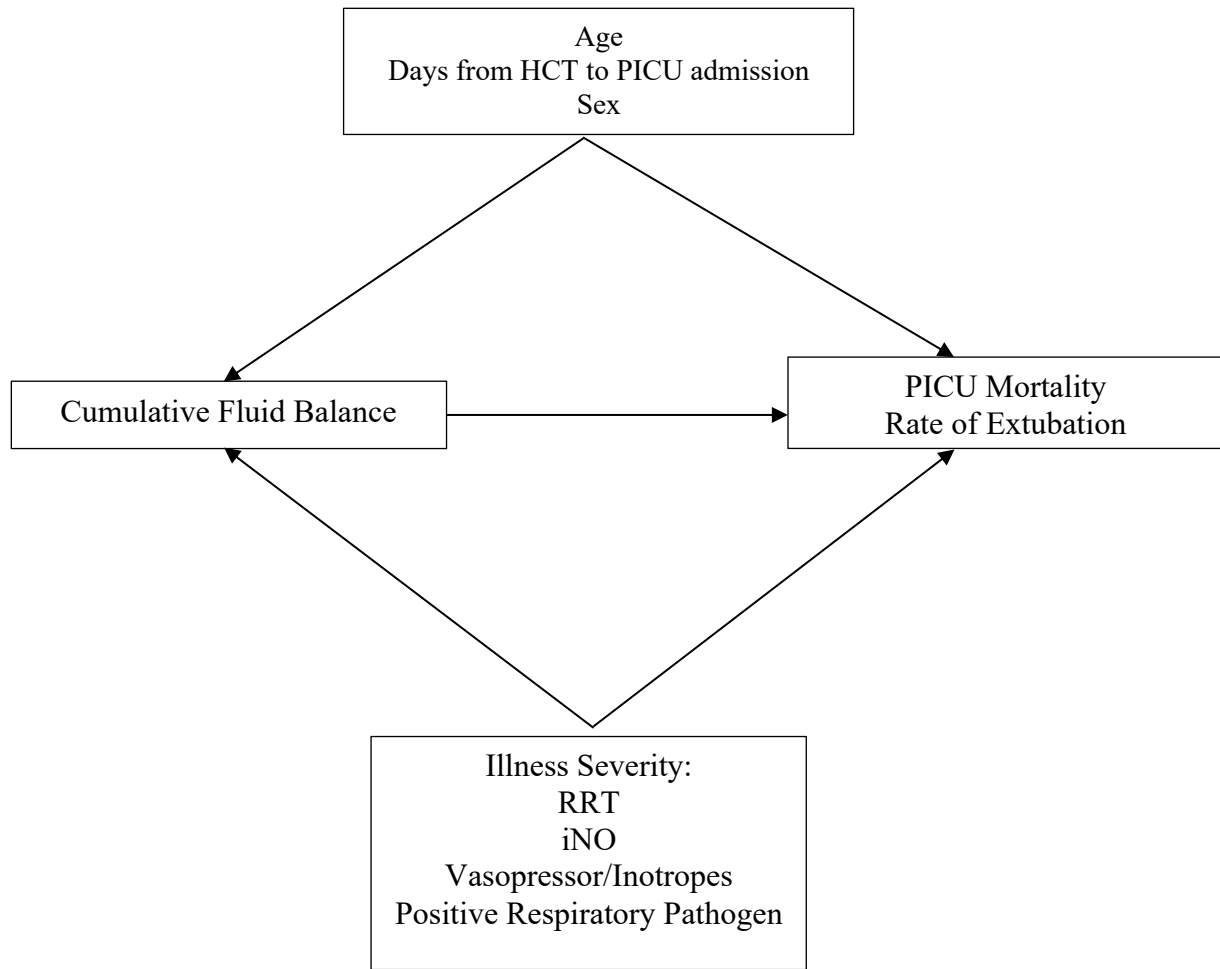 Age
Days from HCT to PICU admission
Sex
Cumulative Fluid Balance
PICU Mortality
Rate of Extubation
Illness Severity:
RRT
iNO
Vasopressor/Inotropes
Positive Respiratory Pathogen